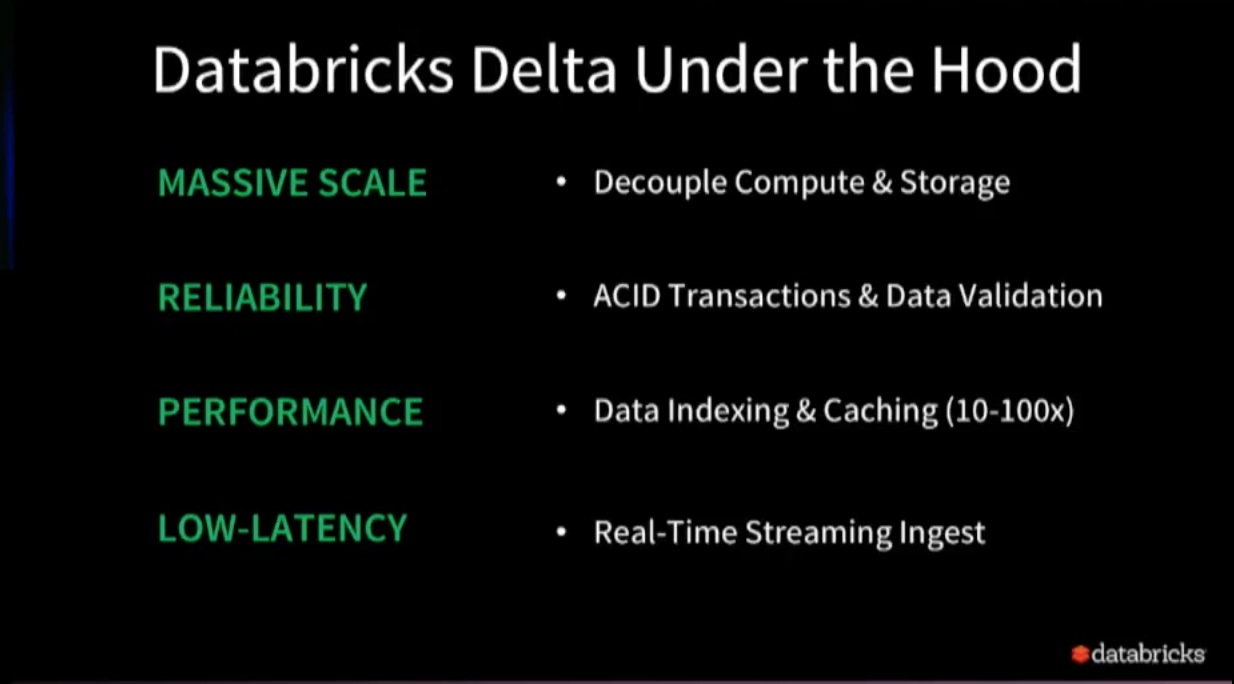 Databricks Delta Under the Hood
MASSIVE SCALE
• Decouple Compute & Storage
RELIABILITY
• ACID Transactions & Data Validation
PERFORMANCE
• Data Indexing & Caching (10-100x)
LOW-LATENCY
• Real-Time Streaming Ingest
databricks